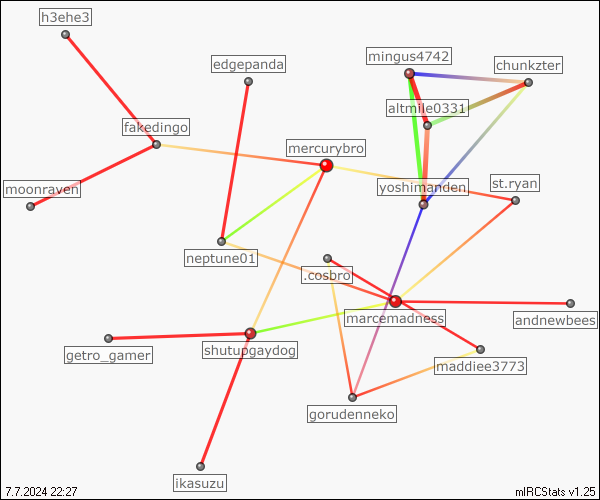 h3ehe3
mingus4742
edgepanda
chunkzter
altmile0331
fakedingo
mercurybro
moonraven
yoshimanden
st.ryan
neptune01
.cosbro
marcemadness
andnewbees
getro_gamer
shutupgaydog
maddiee3773
gorudenneko
ikasuzu
7.7.2024 22:27
mIRCStats v1.25